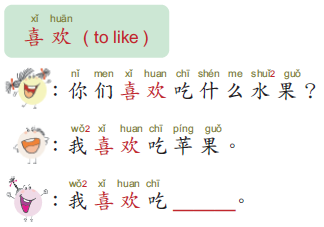 xǐ huān
喜欢 ( to like )
nǐ men xǐ huan chī shén me shuǐ2 guǒ
：你们喜欢吃什么水果？
wǒ2 xǐ huan chī píng guǒ
：我喜欢吃苹果。
wǒ2 xǐ huan chī
：我喜欢吃______。